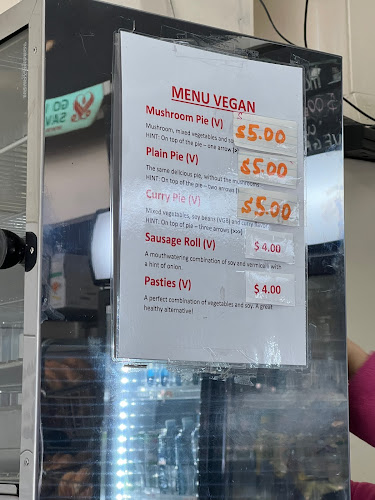 MENU VEGAN
Mushroom Pie (V)
$5.00
Mushroom, mixed vegetables and
HINT: On top of the pie – one arrow
Plain Pie (V)
$5.00
The same delicious pie, without the mushrooms
HINT: On top of the pie – two arrows
Curry Pie (V)
$5.00
Mixed vegetables, soy beans (VGB) and curry
HINT: On top of pie – three arrows (>>>)
Sausage Roll (V)
$ 4.00
A mouthwatering combination of soy and vermicelli with
a hint of onion
Pasties (V)
$ 4.00
A perfect combination of vegetables and soy. A great
healthy alternative!